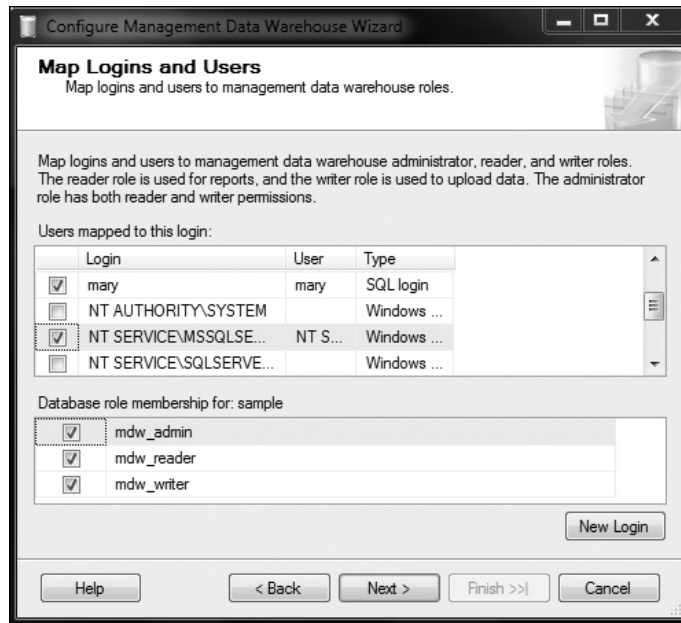 Configure Management Data Warehouse Wizard
Map Logins and Users
Map logins and users to management data warehouse roles.
Map logins and users to management data warehouse administrator, reader, and writer roles.
The reader role is used for reports, and the writer role is used to upload data. The administrator
role has both reader and writer permissions.
Users mapped to this login:
Login User Type
mary mary SQL login
NT AUTHORITY\SYSTEM Windows ...
NT SERVICE\MSSQLSE... NT S... Windows ...
NT SERVICE\SQLSERVE... Windows ...
Database role membership for: sample
mdw_admin
mdw_reader
mdw_writer
New Login
Help < Back Next > Finish >>| Cancel